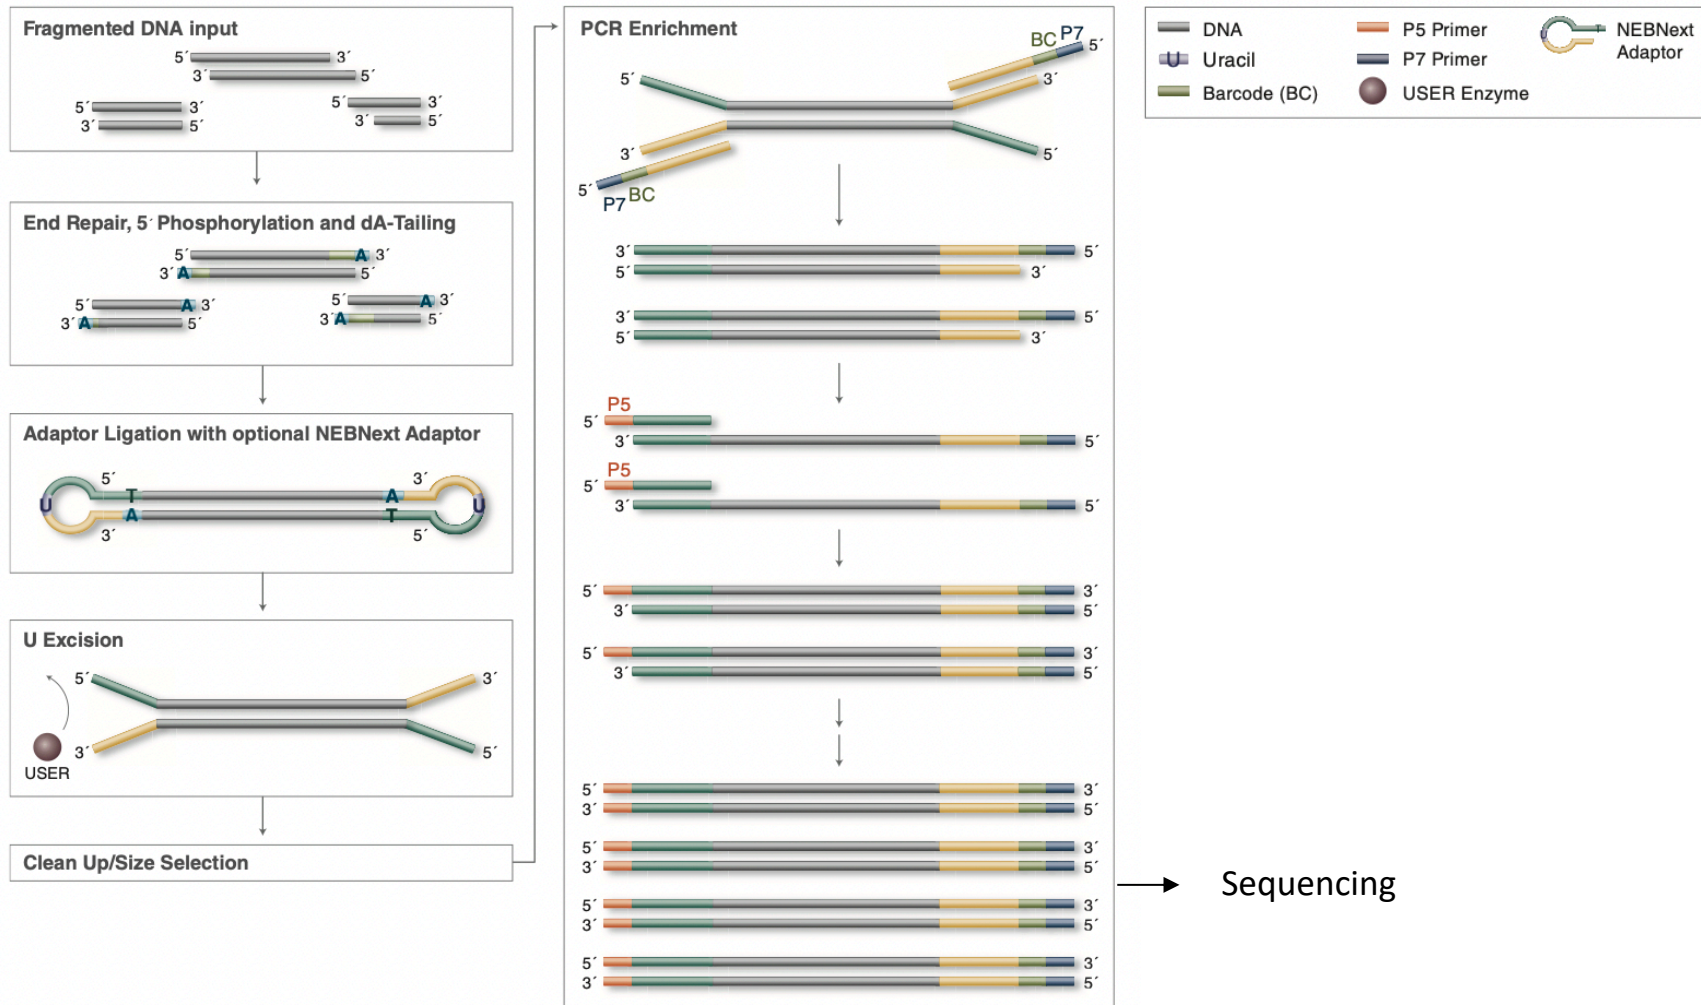 Fragmented DNA input
5´ 3´
3´ 5´
5´ 3´
3´ 5´
5´ 3´
3´ 5´
End Repair, 5´ Phosphorylation and dA-Tailing
5´ A 3´
3´ A 5´
5´ A 3´
3´ A 5´
5´ A 3´
3´ A 5´
Adaptor Ligation with optional NEBNext Adaptor
5´ 3´
T A
U U
A T
3´ 5´
U Excision
5´ 3´
3´ 5´
USER
Clean Up/Size Selection
PCR Enrichment
BC P7 5´
5´ 3´
3´ 5´
5´ P7 BC
3´ 5´
5´ 3´
3´ 5´
5´ 3´
P5
5´
3´ 5´
P5
5´
3´ 5´
5´ 3´
3´ 5´
5´ 3´
3´ 5´
5´ 3´
3´ 5´
5´ 3´
3´ 5´
5´ 3´
3´ 5´
5´ 3´
3´ 5´
Sequencing
DNA
U Uracil
Barcode (BC)
P5 Primer
P7 Primer
USER Enzyme
T
U
NEBNext
Adaptor